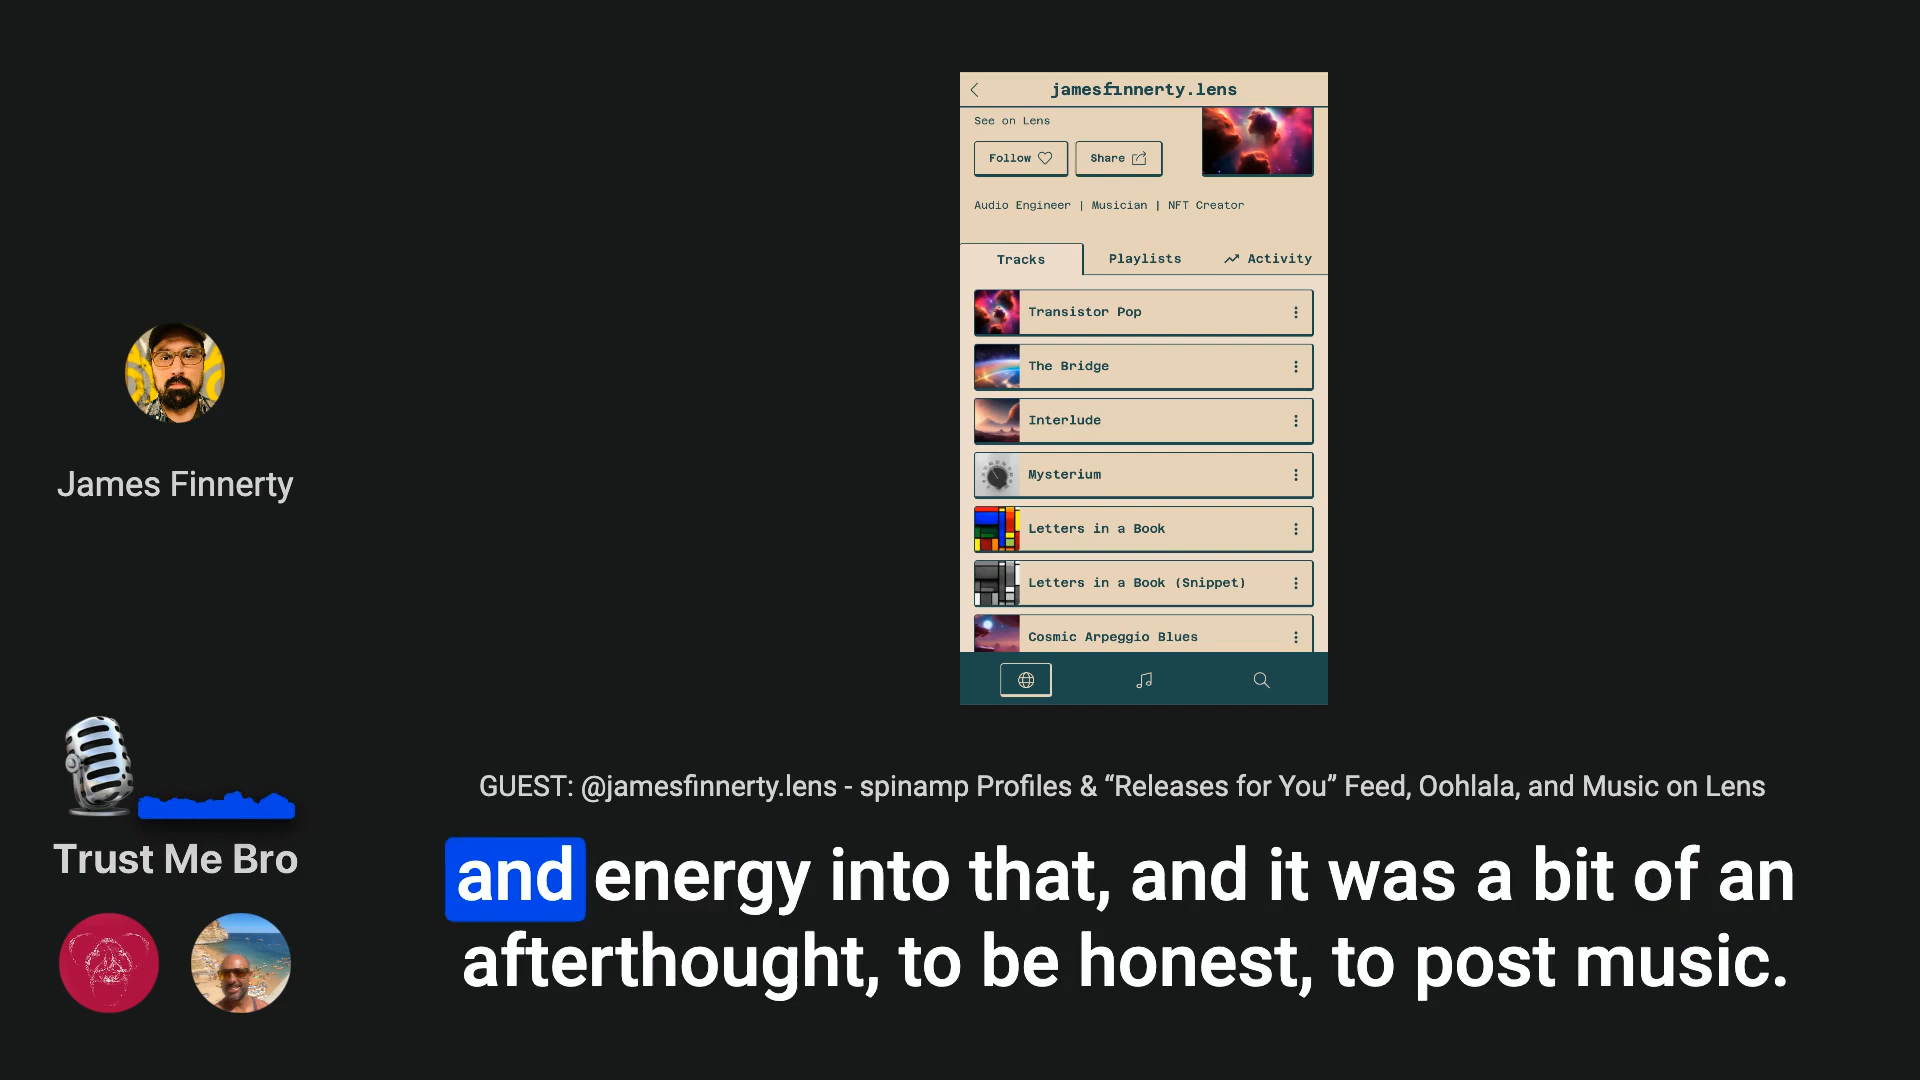 jamesfinnerty.lens
See on Lens
Follow
Share
Audio Engineer | Musician | NFT Creator
Tracks
Playlists
Activity
Transistor Pop
The Bridge
Interlude
Mysterium
Letters in a Book
Letters in a Book (Snippet)
Cosmic Arpeggio Blues
James Finnerty
Trust Me Bro
GUEST: @jamesfinnerty.lens - spinamp Profiles & “Releases for You” Feed, Oohlala, and Music on Lens
and energy into that, and it was a bit of an
afterthought, to be honest, to post music.